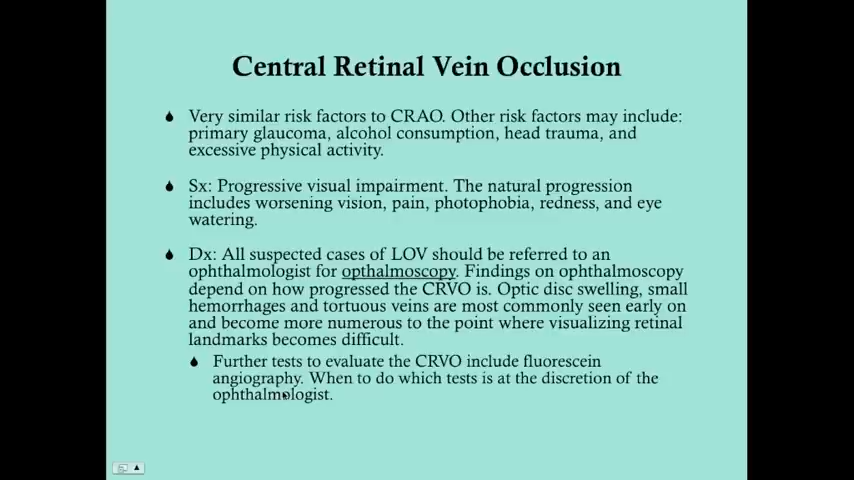 Central Retinal Vein Occlusion
Very similar risk factors to CRAO. Other risk factors may include:
primary glaucoma, alcohol consumption, head trauma, and
excessive physical activity.
Sx: Progressive visual impairment. The natural progression
includes worsening vision, pain, photophobia, redness, and eye
watering.
Dx: All suspected cases of LOV should be referred to an
ophthalmologist for opthalmoscopy. Findings on ophthalmoscopy
depend on how progressed the CRVO is. Optic disc swelling, small
hemorrhages and tortuous veins are most commonly seen early on
and become more numerous to the point where visualizing retinal
landmarks becomes difficult.
Further tests to evaluate the CRVO include fluorescein
angiography. When to do which tests is at the discretion of the
ophthalmologist.